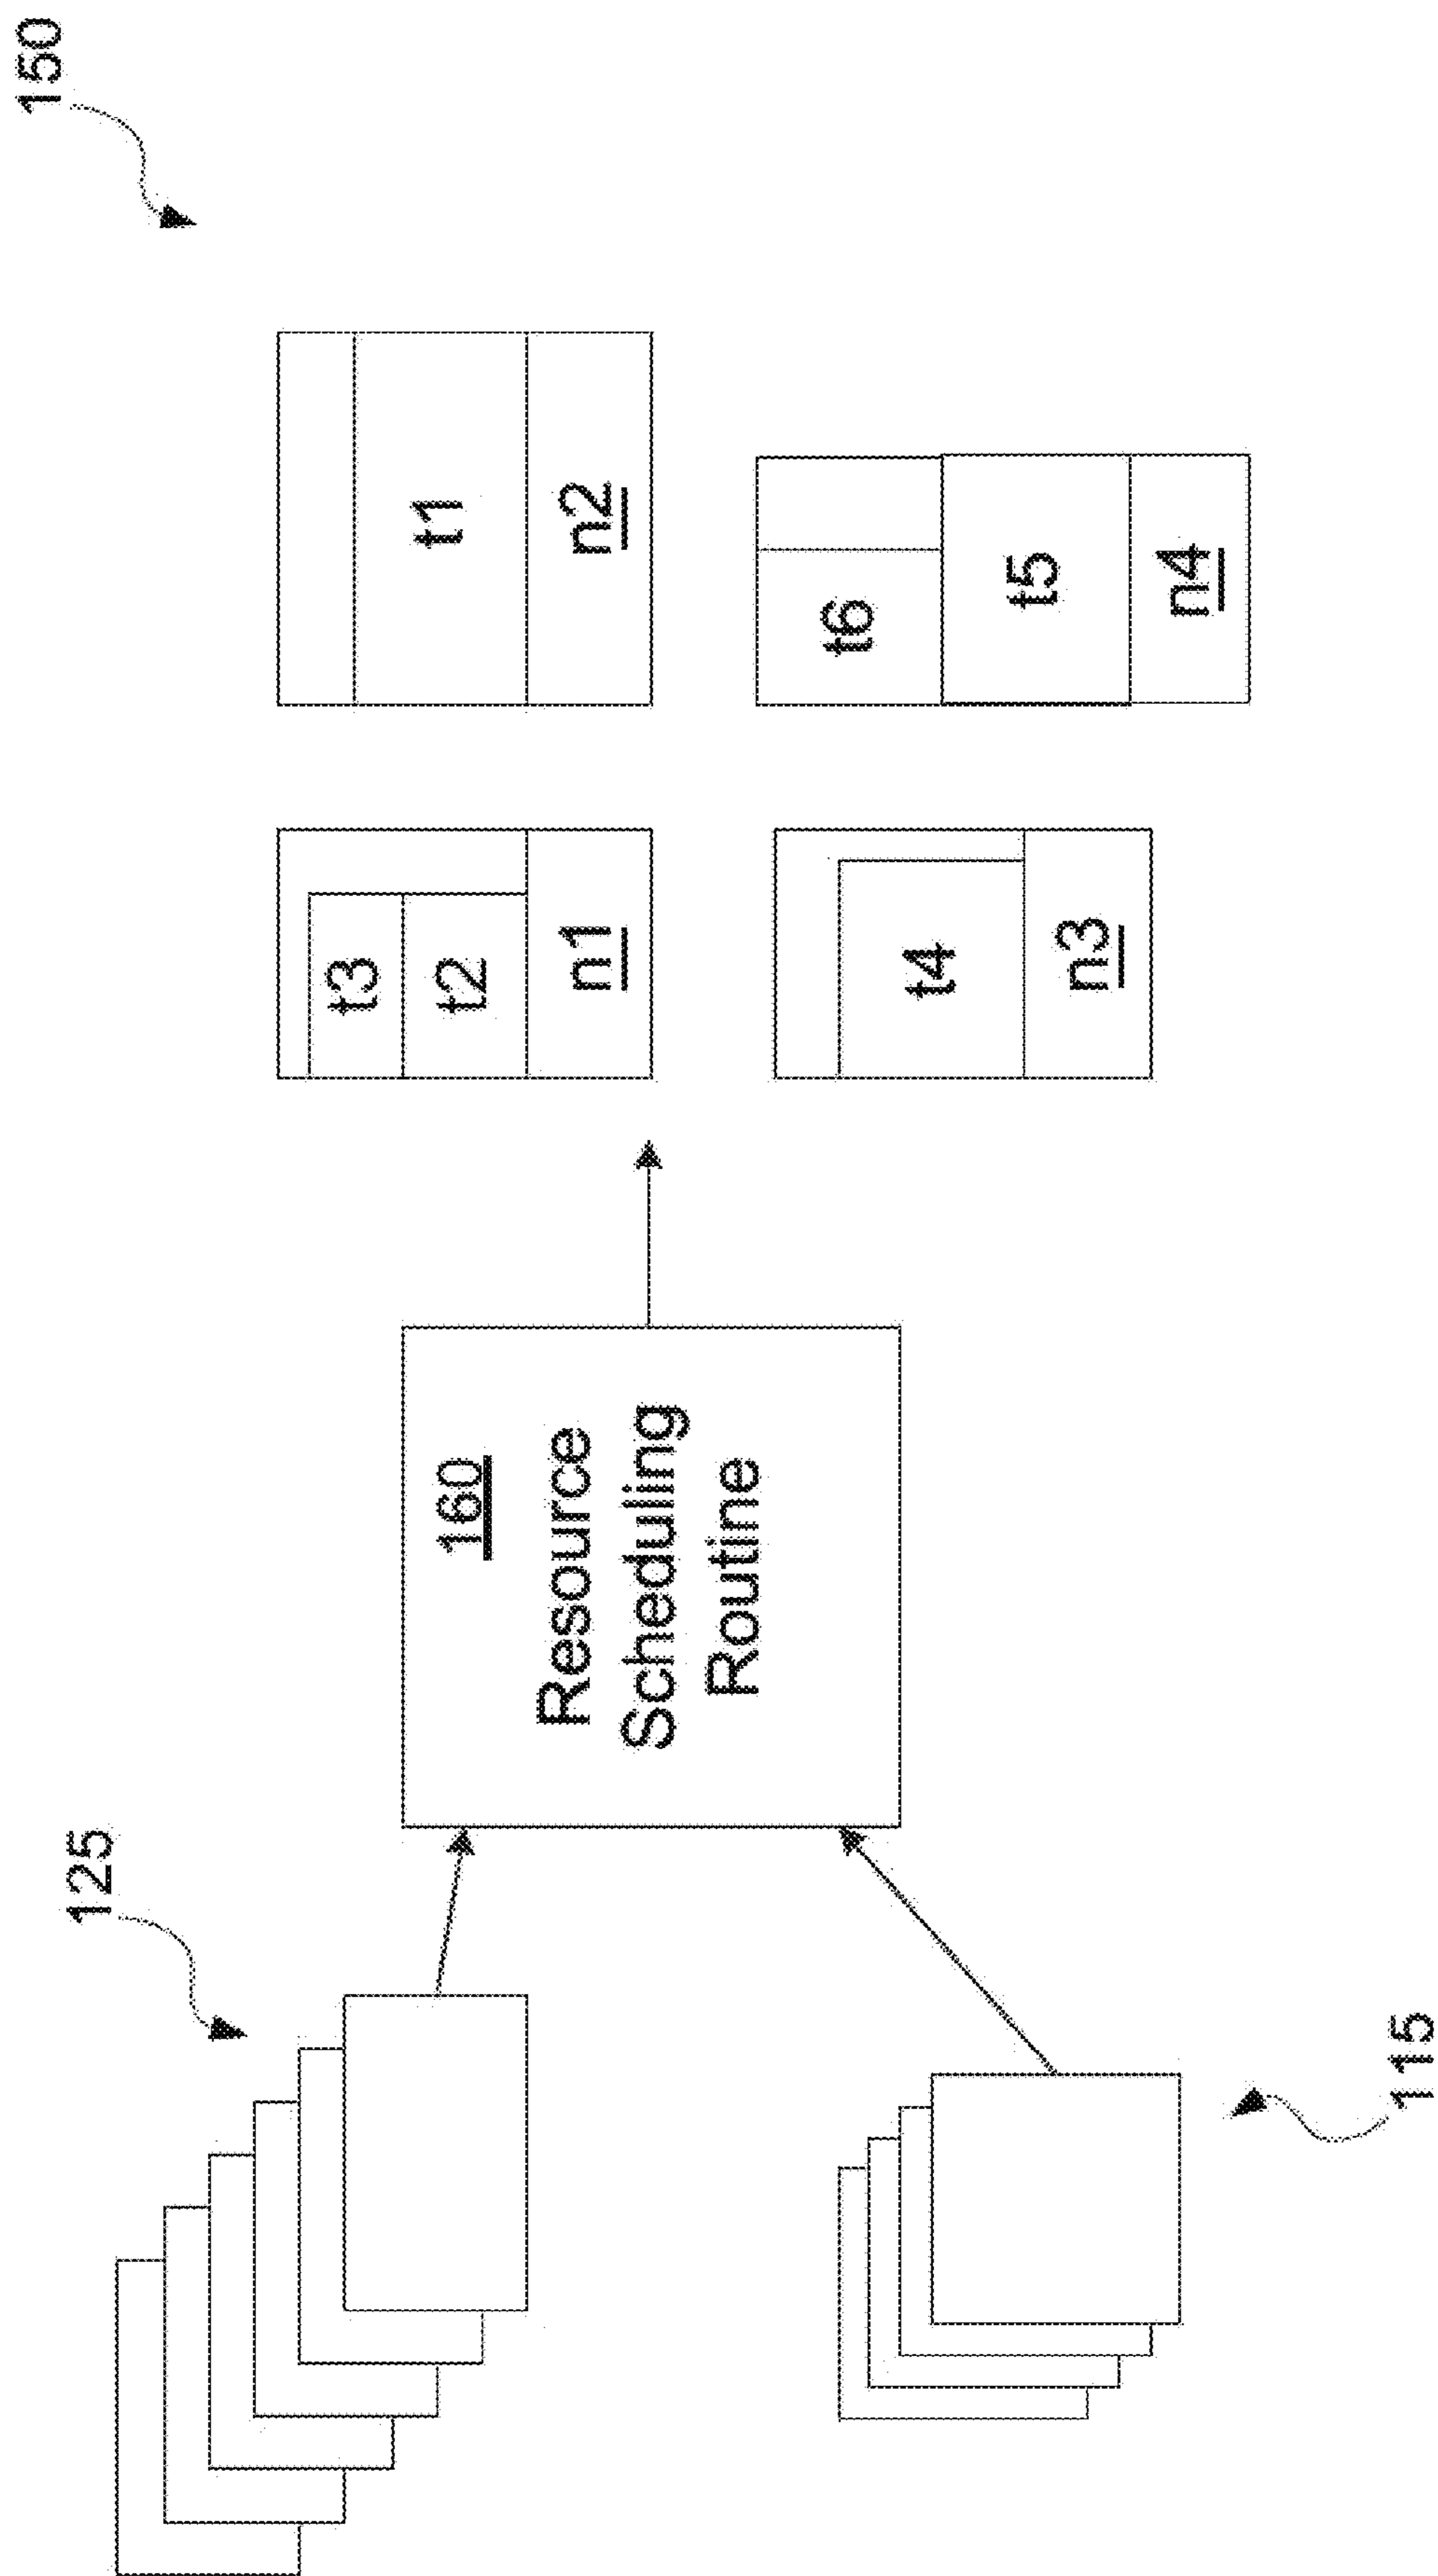 150
125
160
Resource
Scheduling
Routine
t3
t2
n1
t1
n2
t4
n3
t6
t5
n4
115